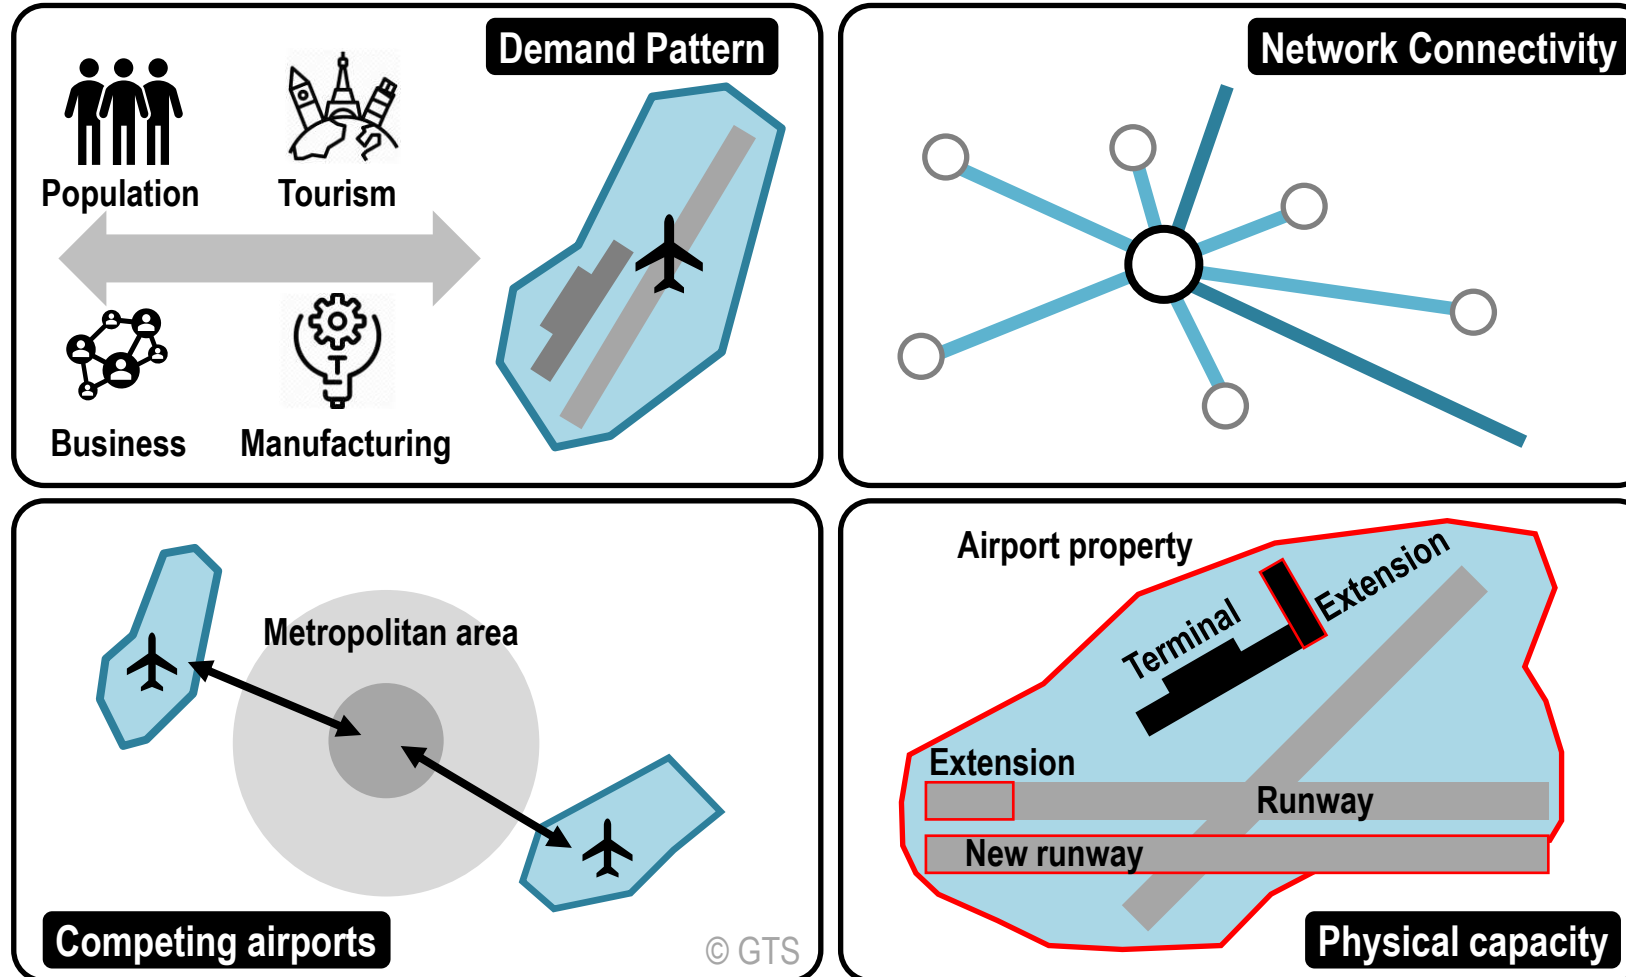 Demand Pattern
Population
Tourism
Business
Manufacturing
Network Connectivity
Metropolitan area
Competing airports
© GTS
Airport property
Extension
Terminal
Extension
Runway
New runway
Physical capacity